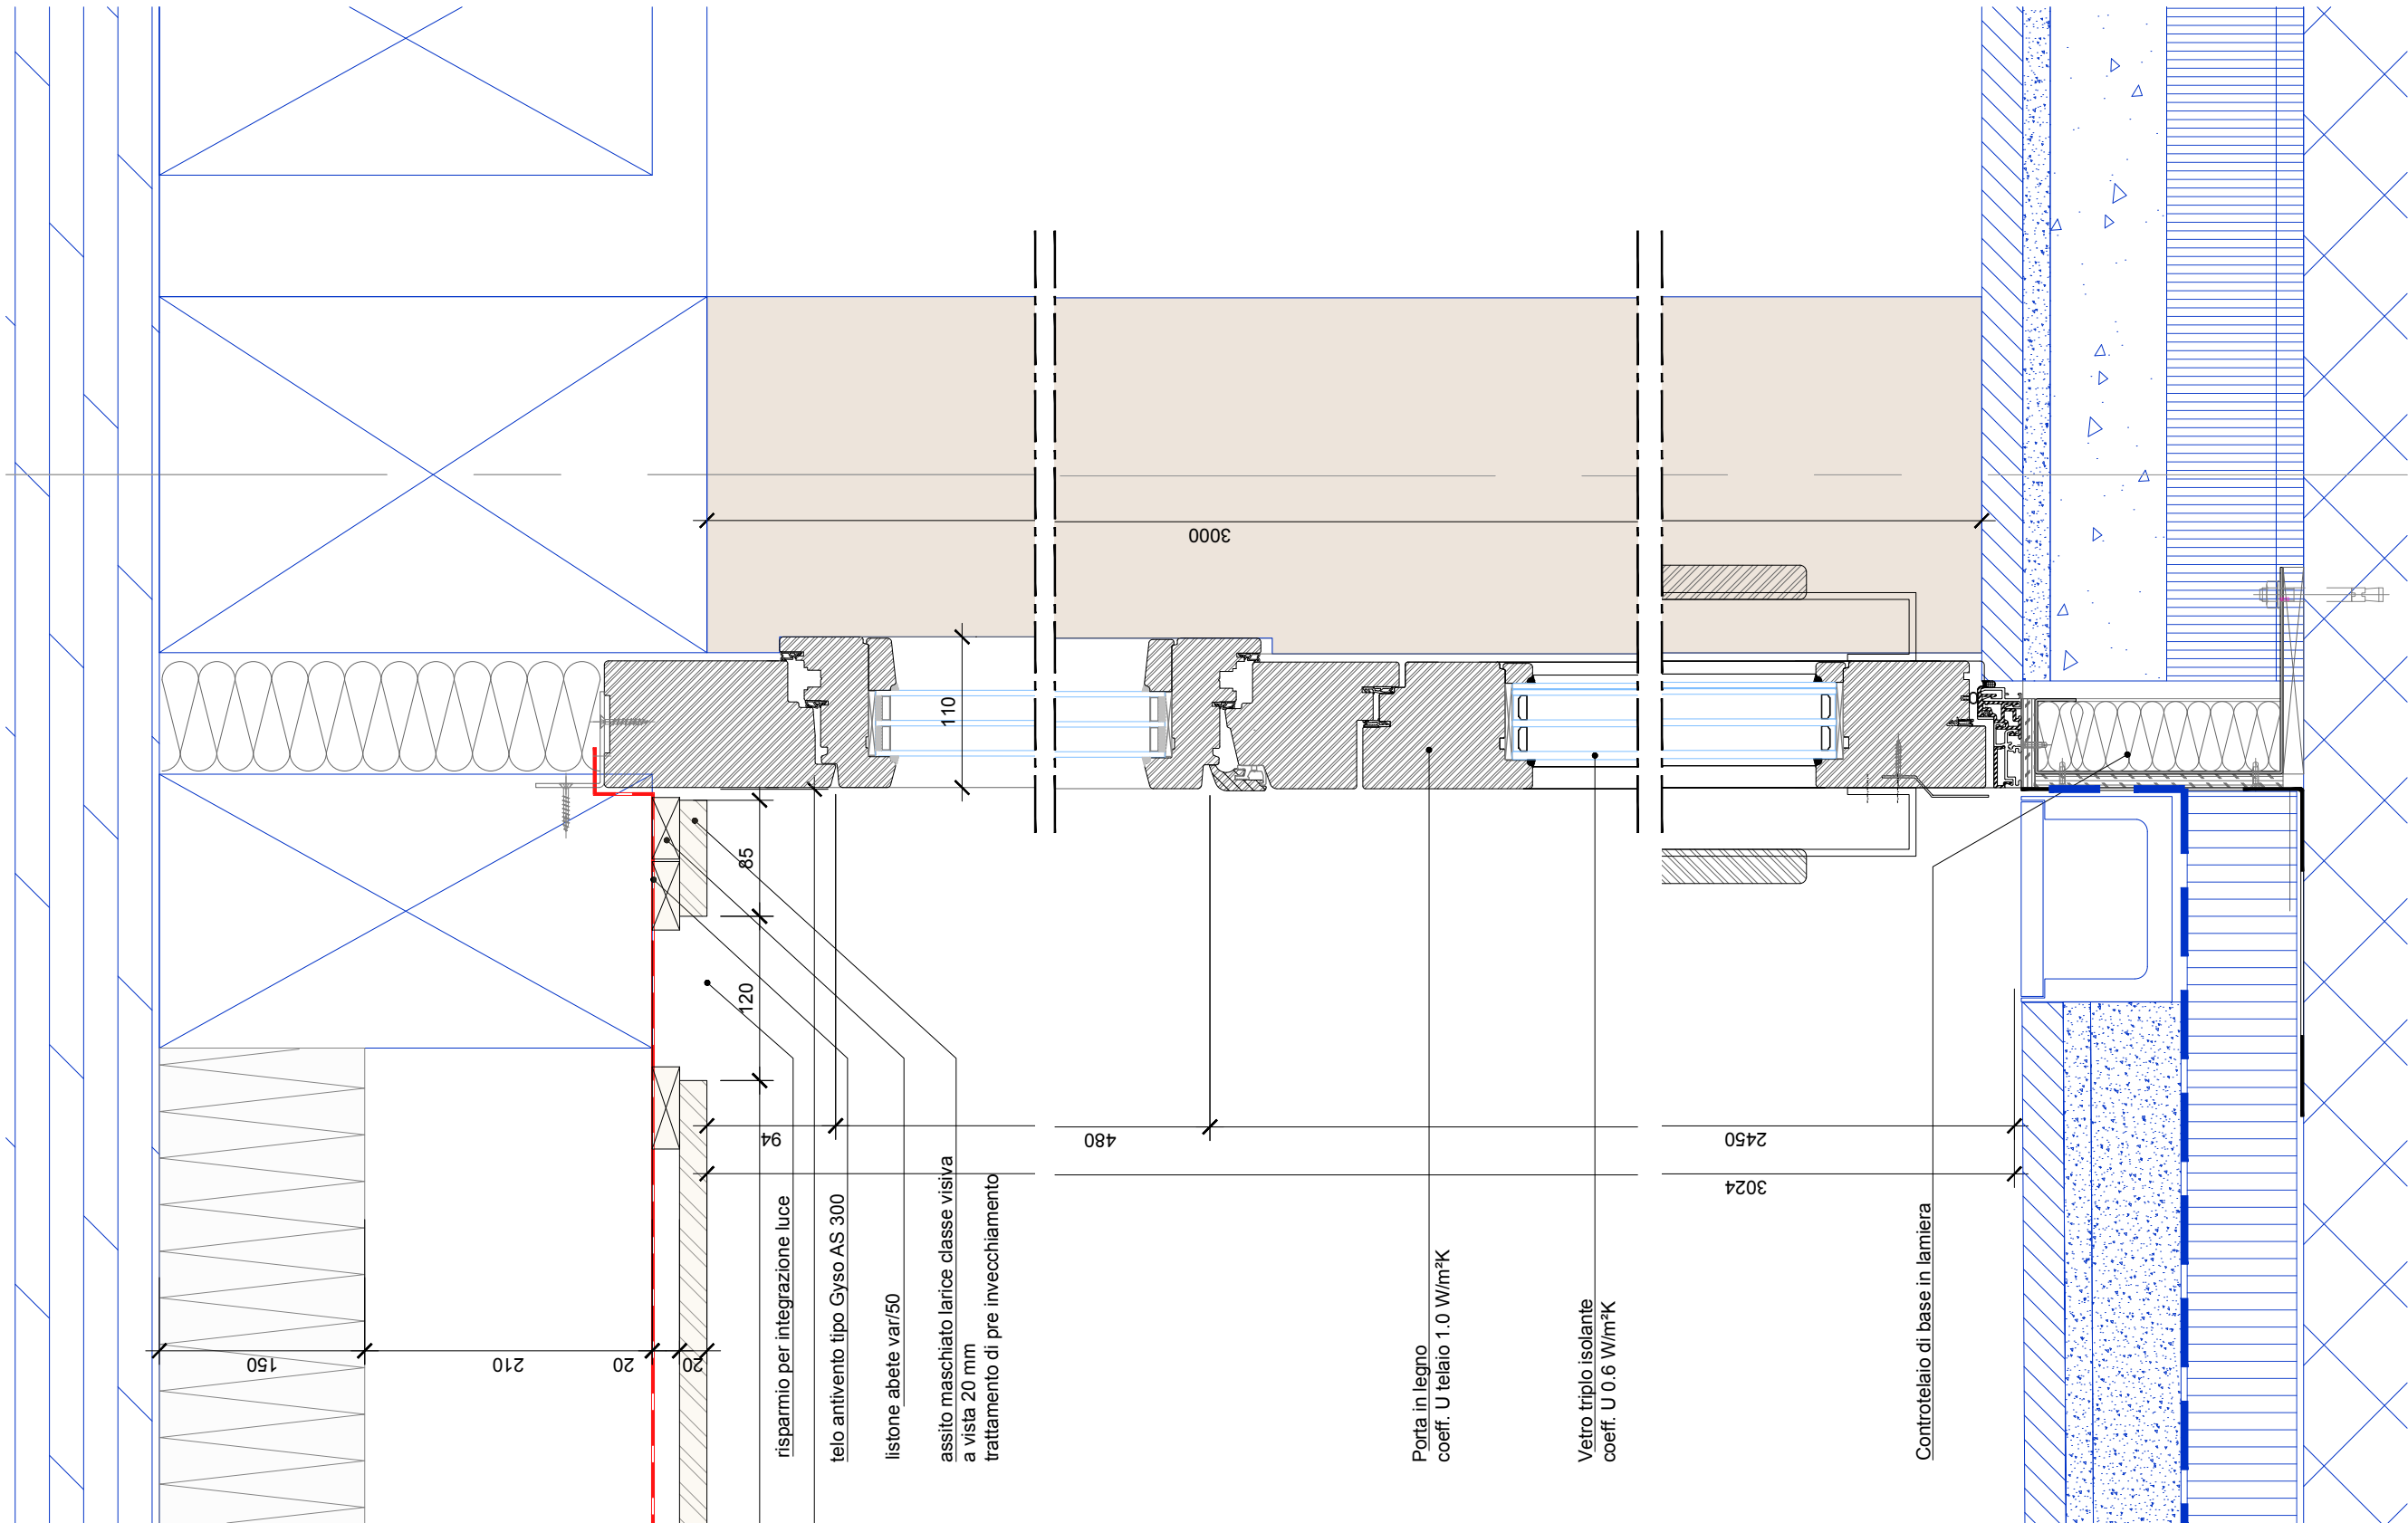 3000
110
85
120
94
480
2450
3024
150
210
20
20
risparmio per integrazione luce
telo antivento tipo Gyso AS 300
listone abete var/50
assito maschiato larice classe visiva
a vista 20 mm
trattamento di pre invecchiamento
Porta in legno
coeff. U telaio 1.0 W/m²K
Vetro triplo isolante
coeff. U 0.6 W/m²K
Controtelaio di base in lamiera